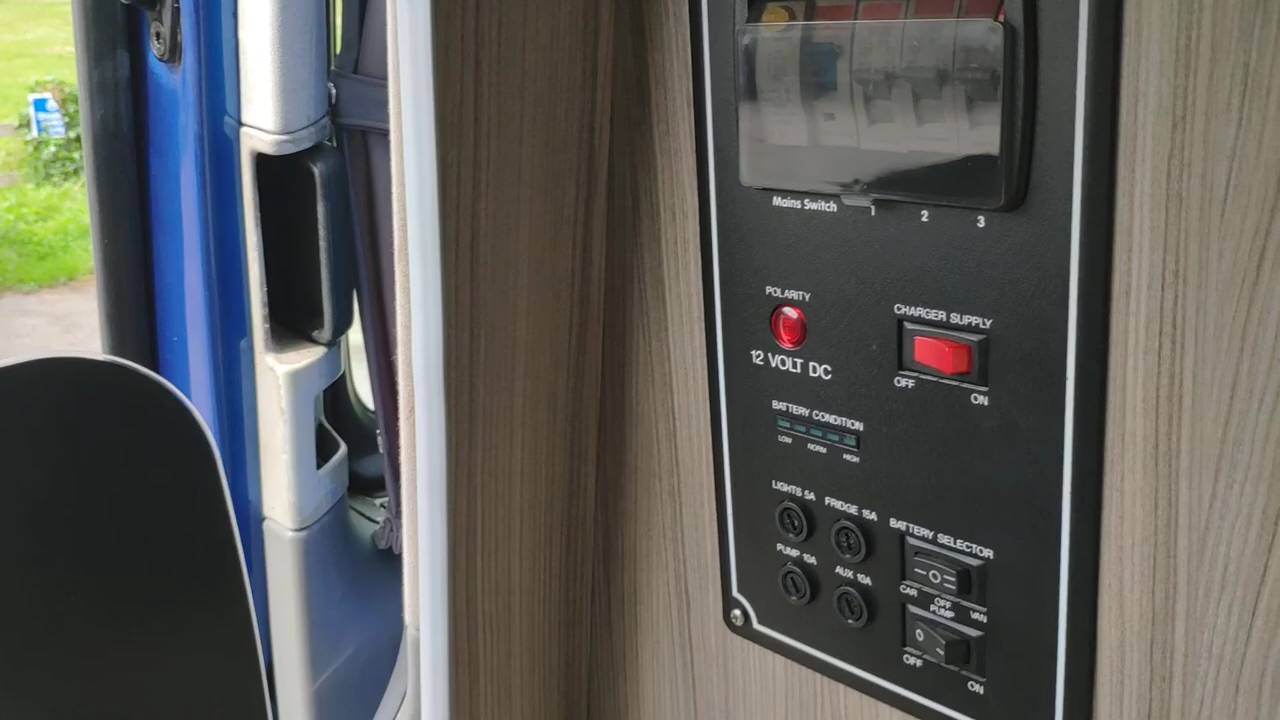 Mains Switch 1 2 3
POLARITY
12 VOLT DC
CHARGER SUPPLY
OFF ON
BATTERY CONDITION
LOW NORM HIGH
LIGHTS 5A FRIDGE 15A
PUMP 10A AUX 10A
BATTERY SELECTOR
CAR OFF VAN
PUMP
OFF ON